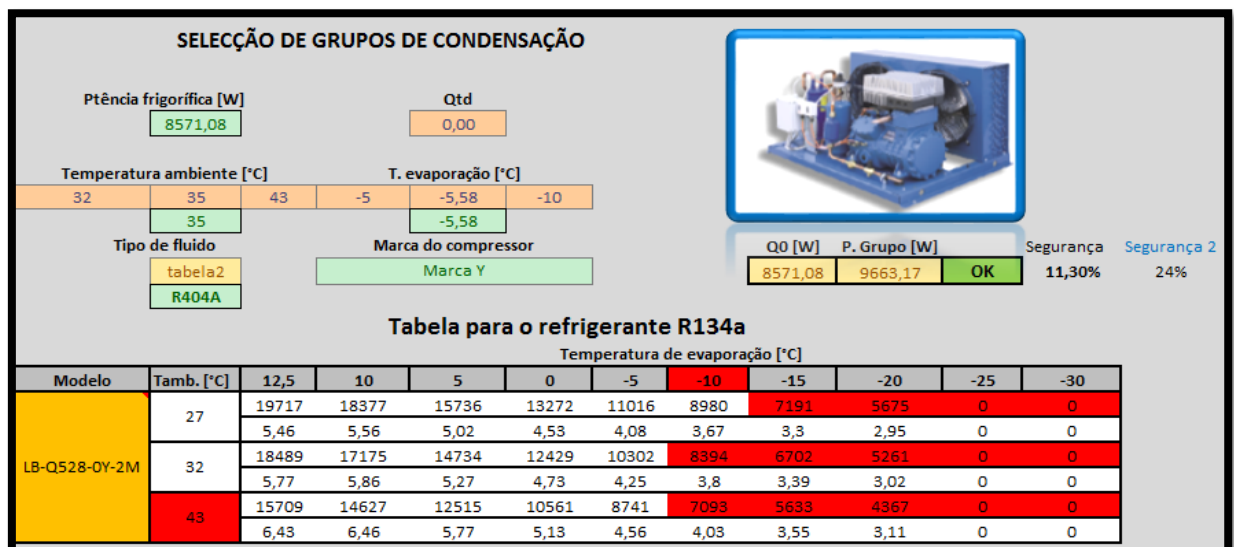 SELECÇÃO DE GRUPOS DE CONDENSAÇÃO
Ptência frigorífica [W] Qtd
8571,08 0,00
Temperatura ambiente [°C] T. evaporação [°C]
32 35 43 -5 -5,58 -10
35 -5,58
Tipo de fluido Marca do compressor Q0 [W] P. Grupo [W] Segurança Segurança 2
tabela2 Marca Y 8571,08 9663,17 OK 11,30% 24%
R404A
Tabela para o refrigerante R134a
Temperatura de evaporação [°C]
Modelo Tamb. [°C] 12,5 10 5 0 -5 -10 -15 -20 -25 -30
LB-Q528-0Y-2M 27 19717 18377 15736 13272 11016 8980 7191 5675 0 0
5,46 5,56 5,02 4,53 4,08 3,67 3,3 2,95 0 0
32 18489 17175 14734 12429 10302 8394 6702 5261 0 0
5,77 5,86 5,27 4,73 4,25 3,8 3,39 3,02 0 0
43 15709 14627 12515 10561 8741 7093 5633 4367 0 0
6,43 6,46 5,77 5,13 4,56 4,03 3,55 3,11 0 0